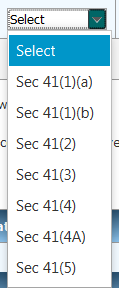 Select
Select
Sec 41(1)(a)
Sec 41(1)(b)
Sec 41(2)
Sec 41(3)
Sec 41(4)
Sec 41(4A)
Sec 41(5)